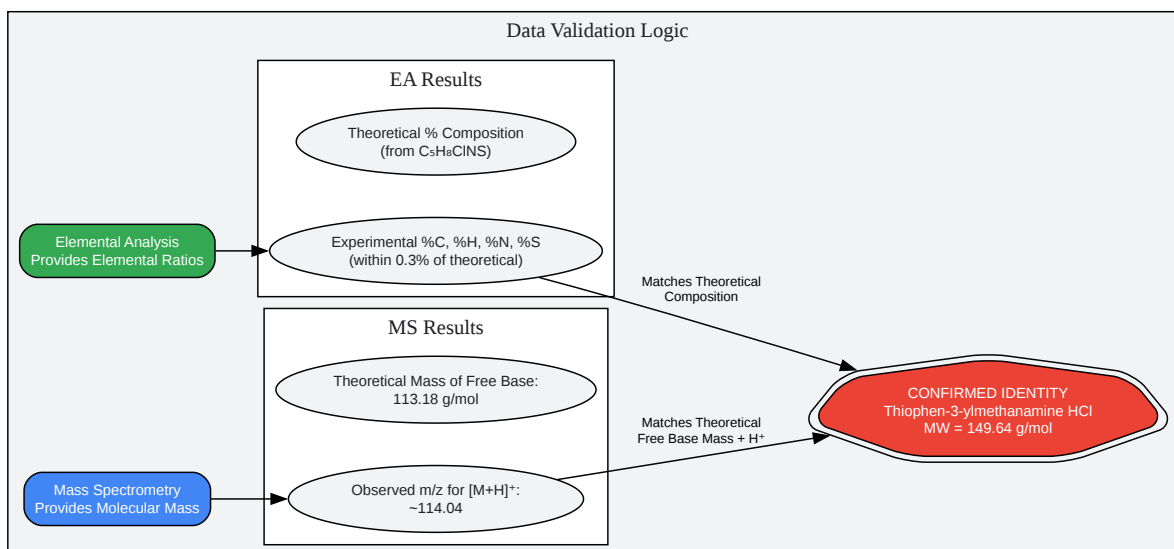 Data Validation Logic
EA Results
Theoretical % Composition
(from C₅H₈ClNS)
Elemental Analysis
Provides Elemental Ratios
Experimental %C, %H, %N, %S
(within 0.3% of theoretical)
Matches Theoretical
Composition
MS Results
Theoretical Mass of Free Base:
113.18 g/mol
CONFIRMED IDENTITY
Thiophen-3-ylmethanamine HCl
MW = 149.64 g/mol
Matches Theoretical
Free Base Mass + H⁺
Mass Spectrometry
Provides Molecular Mass
Observed m/z for [M+H]⁺:
~114.04